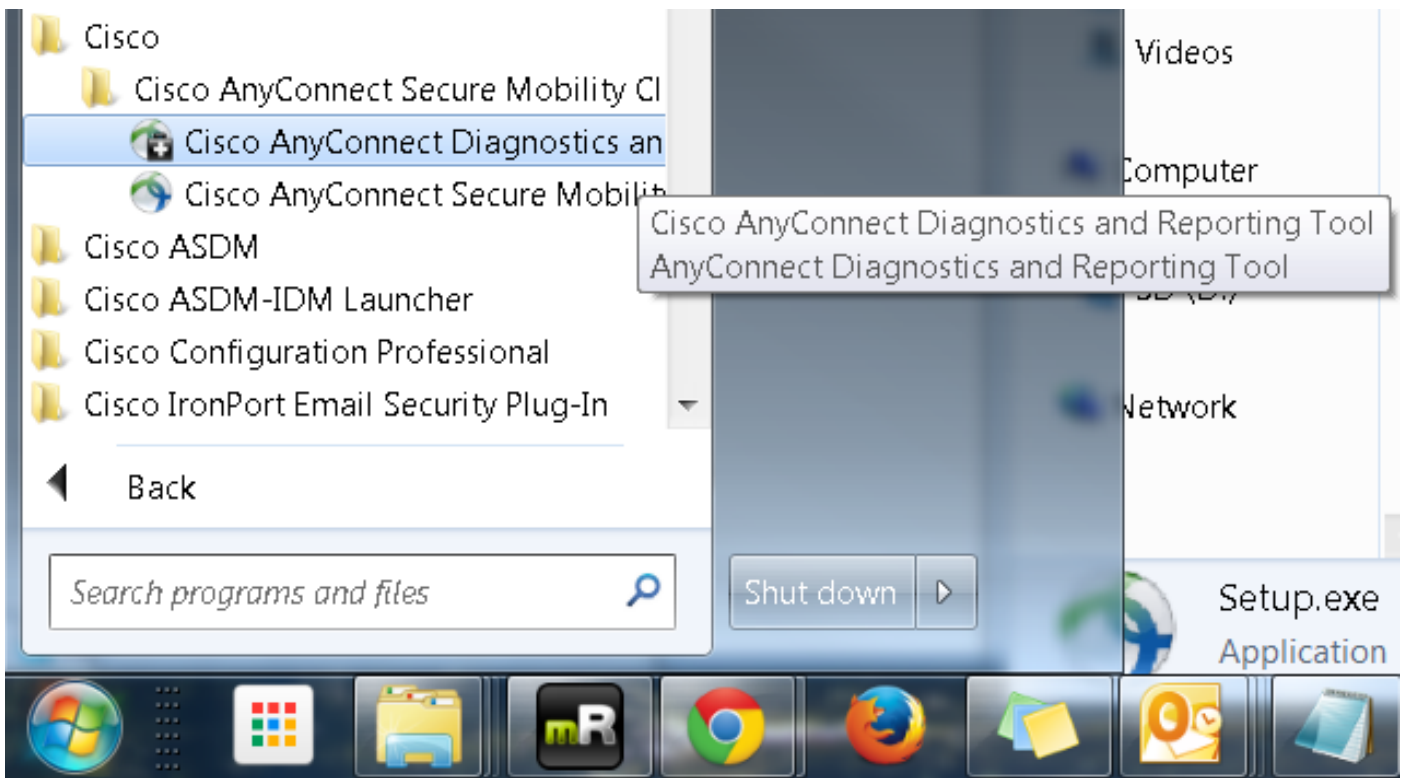 Cisco
Cisco AnyConnect Secure Mobility Cl
Cisco AnyConnect Diagnostics an
Cisco AnyConnect Secure Mobilit
Cisco ASDM
Cisco ASDM-IDM Launcher
Cisco Configuration Professional
Cisco IronPort Email Security Plug-In
Back
Search programs and files
Shut down
Cisco AnyConnect Diagnostics and Reporting Tool
AnyConnect Diagnostics and Reporting Tool
Videos
Computer
Network
Setup.exe
Application
mR